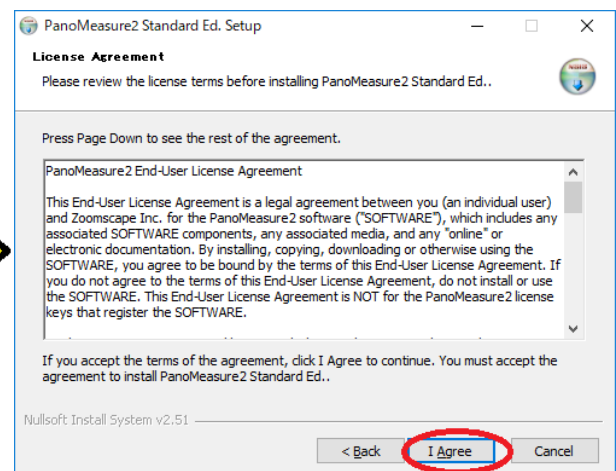 PanoMeasure2 Standard Ed. Setup
License Agreement
Please review the license terms before installing PanoMeasure2 Standard Ed..
Press Page Down to see the rest of the agreement.
PanoMeasure2 End-User License Agreement
This End-User License Agreement is a legal agreement between you (an individual user)
and Zoomscape Inc. for the PanoMeasure2 software ("SOFTWARE"), which includes any
associated SOFTWARE components, any associated media, and any "online" or
electronic documentation. By installing, copying, downloading or otherwise using the
SOFTWARE, you agree to be bound by the terms of this End-User License Agreement. If
you do not agree to the terms of this End-User License Agreement, do not install or use
the SOFTWARE. This End-User License Agreement is NOT for the PanoMeasure2 license
keys that register the SOFTWARE.
If you accept the terms of the agreement, click I Agree to continue. You must accept the
agreement to install PanoMeasure2 Standard Ed..
Nullsoft Install System v2.51
< Back
I Agree
Cancel